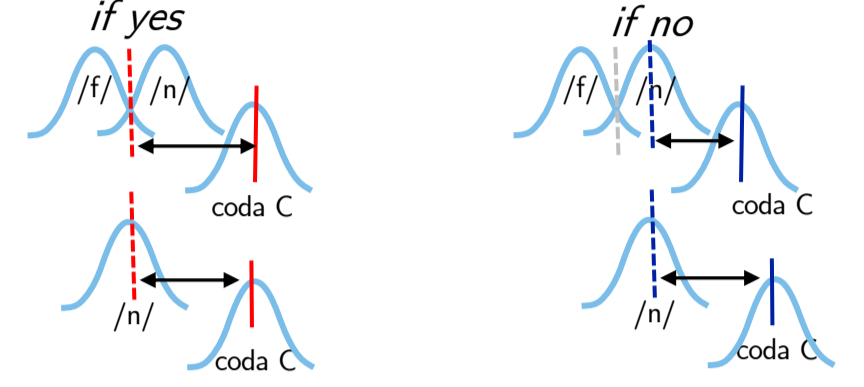 if yes
/f/ /n/
coda C
/n/
coda C
if no
/f/ /n/
coda C
/n/
coda C